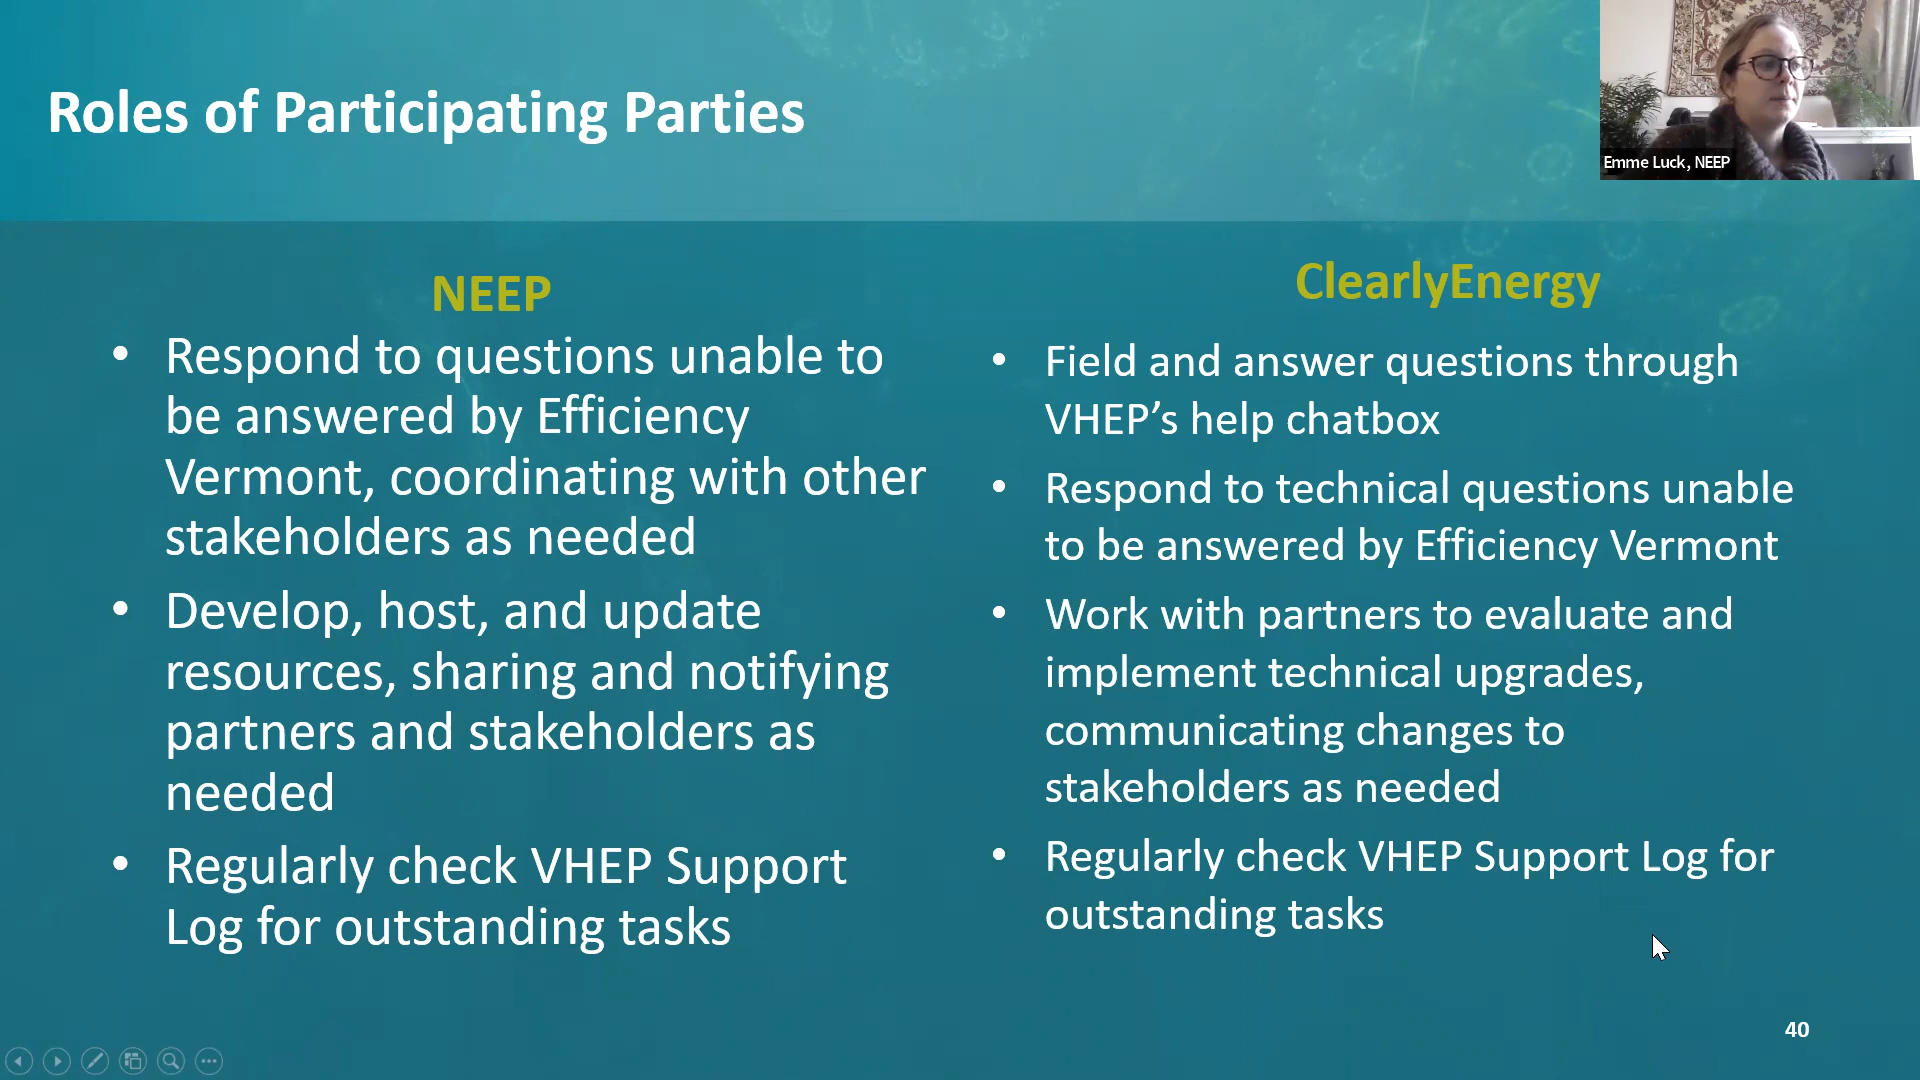 Roles of Participating Parties
Emme Luck, NEEP
NEEP
• Respond to questions unable to
be answered by Efficiency
Vermont, coordinating with other
stakeholders as needed
• Develop, host, and update
resources, sharing and notifying
partners and stakeholders as
needed
• Regularly check VHEP Support
Log for outstanding tasks
ClearlyEnergy
• Field and answer questions through
VHEP’s help chatbox
• Respond to technical questions unable
to be answered by Efficiency Vermont
• Work with partners to evaluate and
implement technical upgrades,
communicating changes to
stakeholders as needed
• Regularly check VHEP Support Log for
outstanding tasks
40